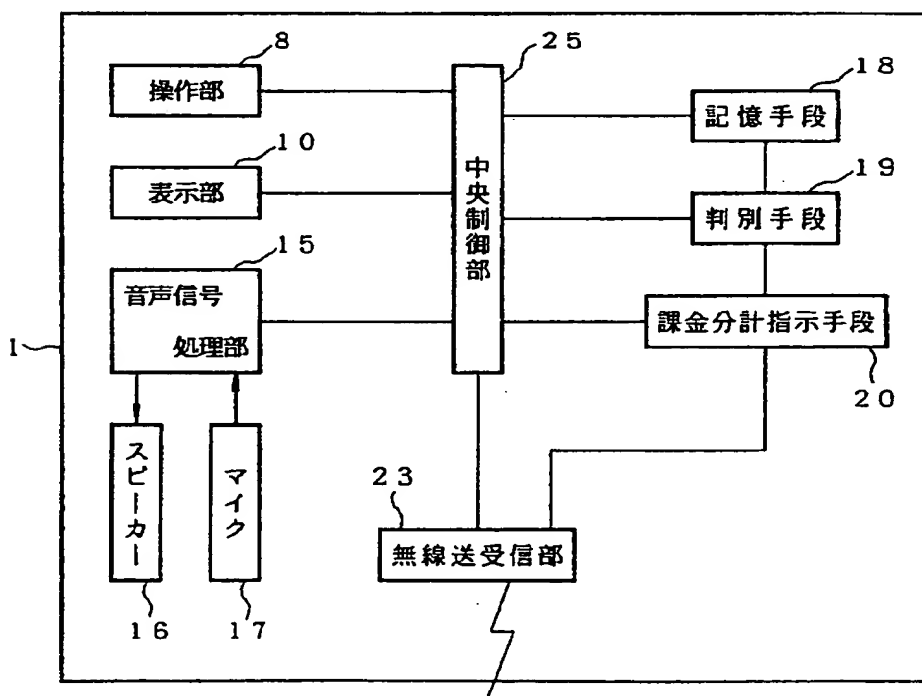 8
操作部
10
表示部
15
音声信号
処理部
1
スピーカー
マイク
16
17
25
中央制御部
18
記憶手段
19
判別手段
課金分計指示手段
20
23
無線送受信部